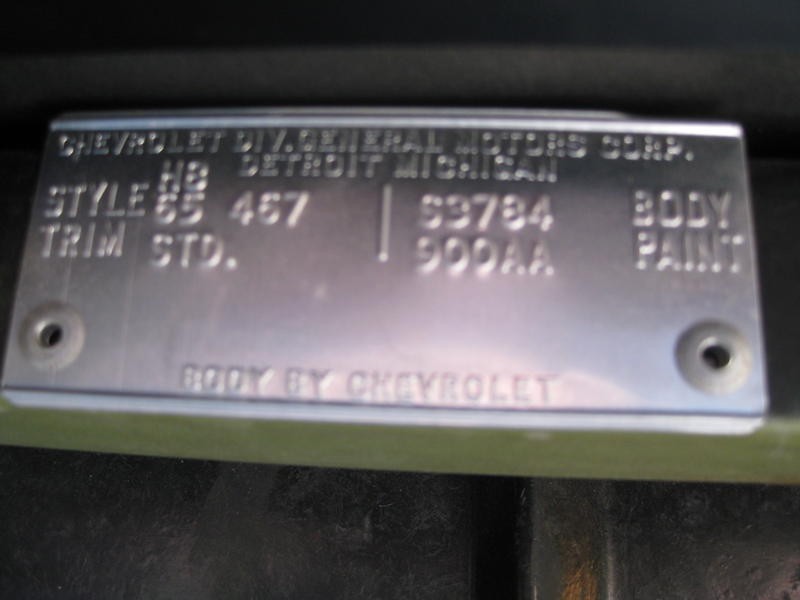 CHEVROLET DIV. GENERAL MOTORS CORP.
DETROIT MICHIGAN
HB
STYLE 65 467 S3784 BODY
TRIM STD. 900AA PAINT
BODY BY CHEVROLET